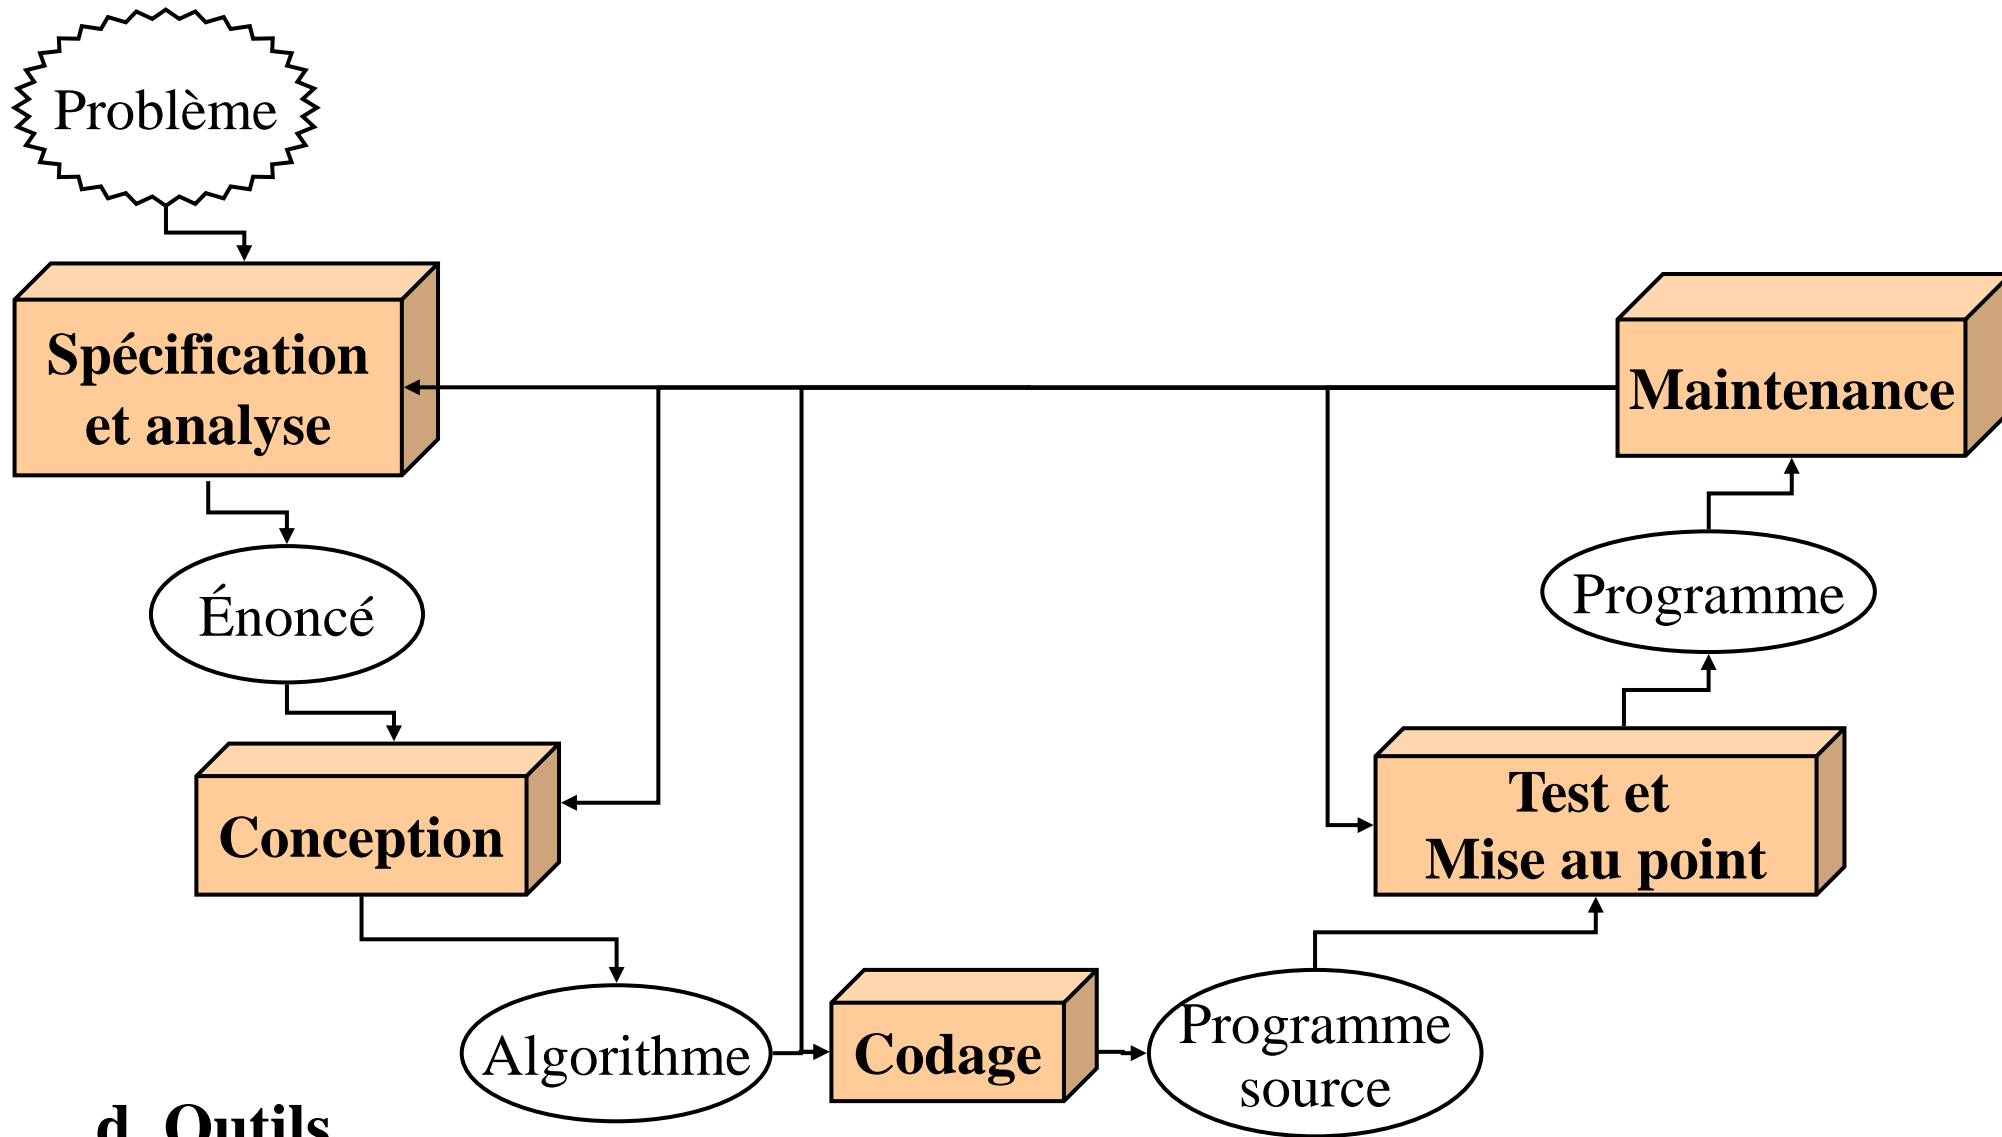 Problème
Spécification
et analyse
Maintenance
Énoncé
Programme
Conception
Test et
Mise au point
Algorithme
Codage
Programme
source
d. Outils